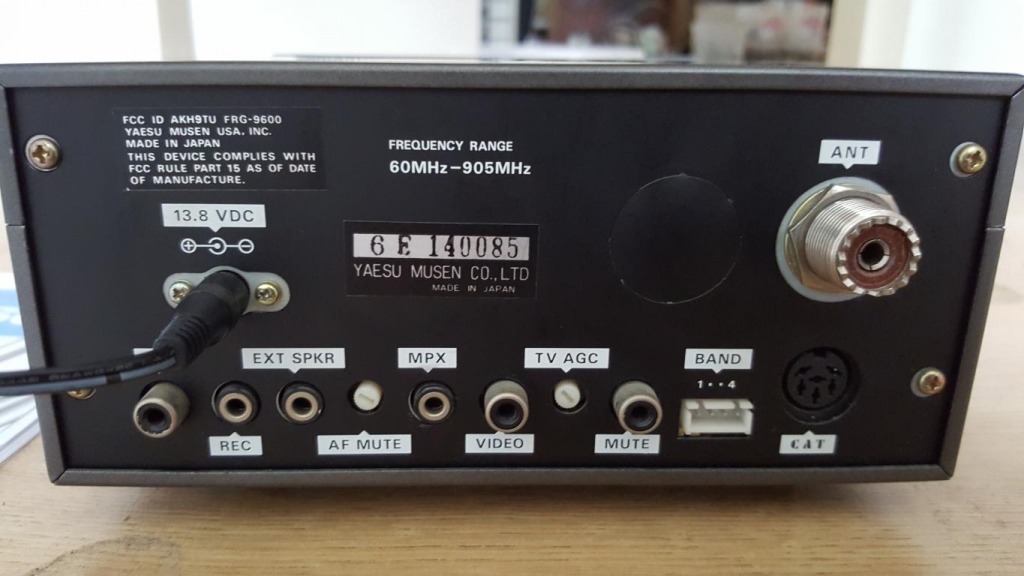 FCC ID AKH9TU FRG-9600
YAESU MUSEN USA. INC.
MADE IN JAPAN
THIS DEVICE COMPLIES WITH
FCC RULE PART 15 AS OF DATE
OF MANUFACTURE.
FREQUENCY RANGE
60MHz-905MHz
ANT
13.8 VDC
6 E 140085
YAESU MUSEN CO., LTD
MADE IN JAPAN
EXT SPKR
MPX
TV AGC
BAND
1••4
REC
AF MUTE
VIDEO
MUTE
CAT